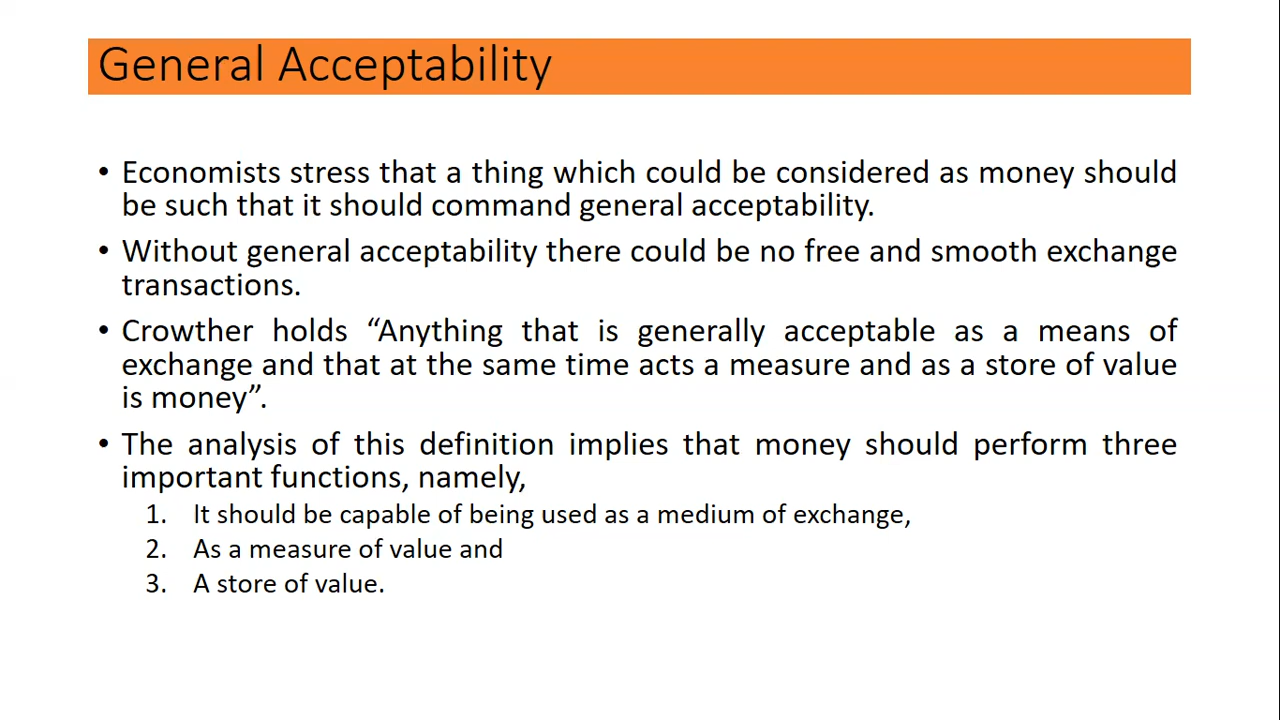 General Acceptability
• Economists stress that a thing which could be considered as money should
be such that it should command general acceptability.
• Without general acceptability there could be no free and smooth exchange
transactions.
• Crowther holds “Anything that is generally acceptable as a means of
exchange and that at the same time acts a measure and as a store of value
is money”.
• The analysis of this definition implies that money should perform three
important functions, namely,
1. It should be capable of being used as a medium of exchange,
2. As a measure of value and
3. A store of value.